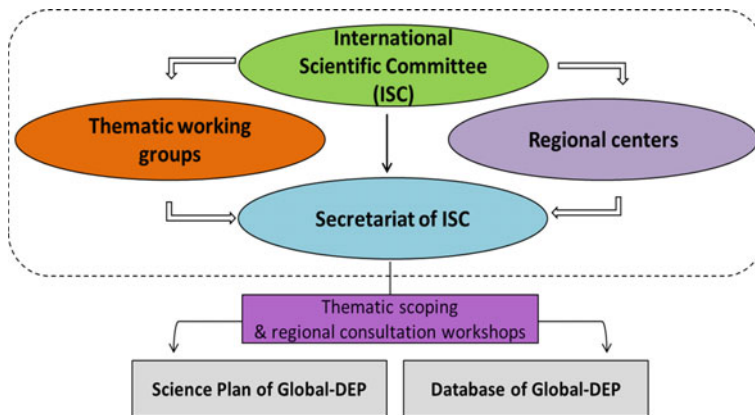 International
Scientific Committee
(ISC)
Thematic working
groups
Regional centers
Secretariat of ISC
Thematic scoping
& regional consultation workshops
Science Plan of Global-DEP
Database of Global-DEP